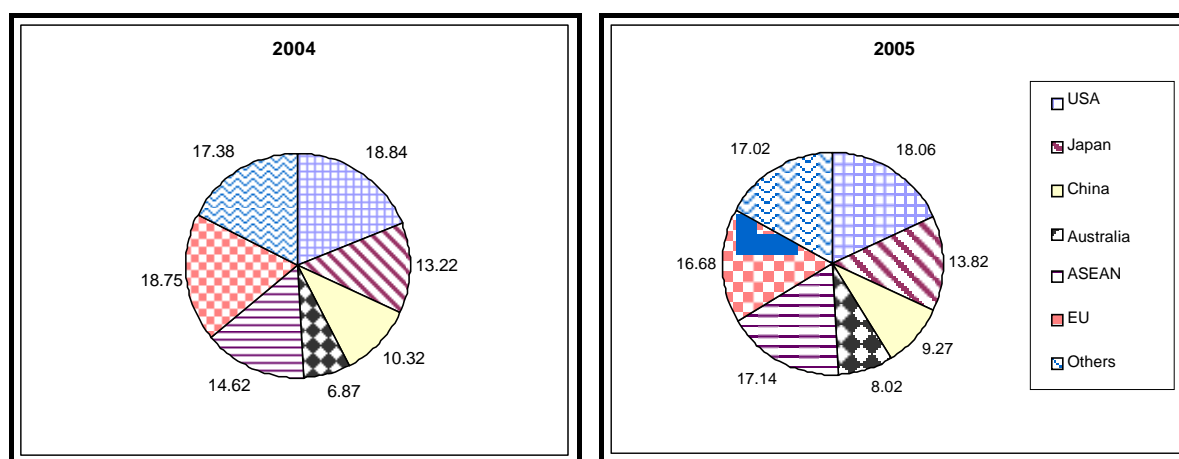 2004
17.38
18.84
18.75
13.22
10.32
14.62
6.87
2005
17.02
18.06
16.68
13.82
9.27
17.14
8.02
USA
Japan
China
Australia
ASEAN
EU
Others